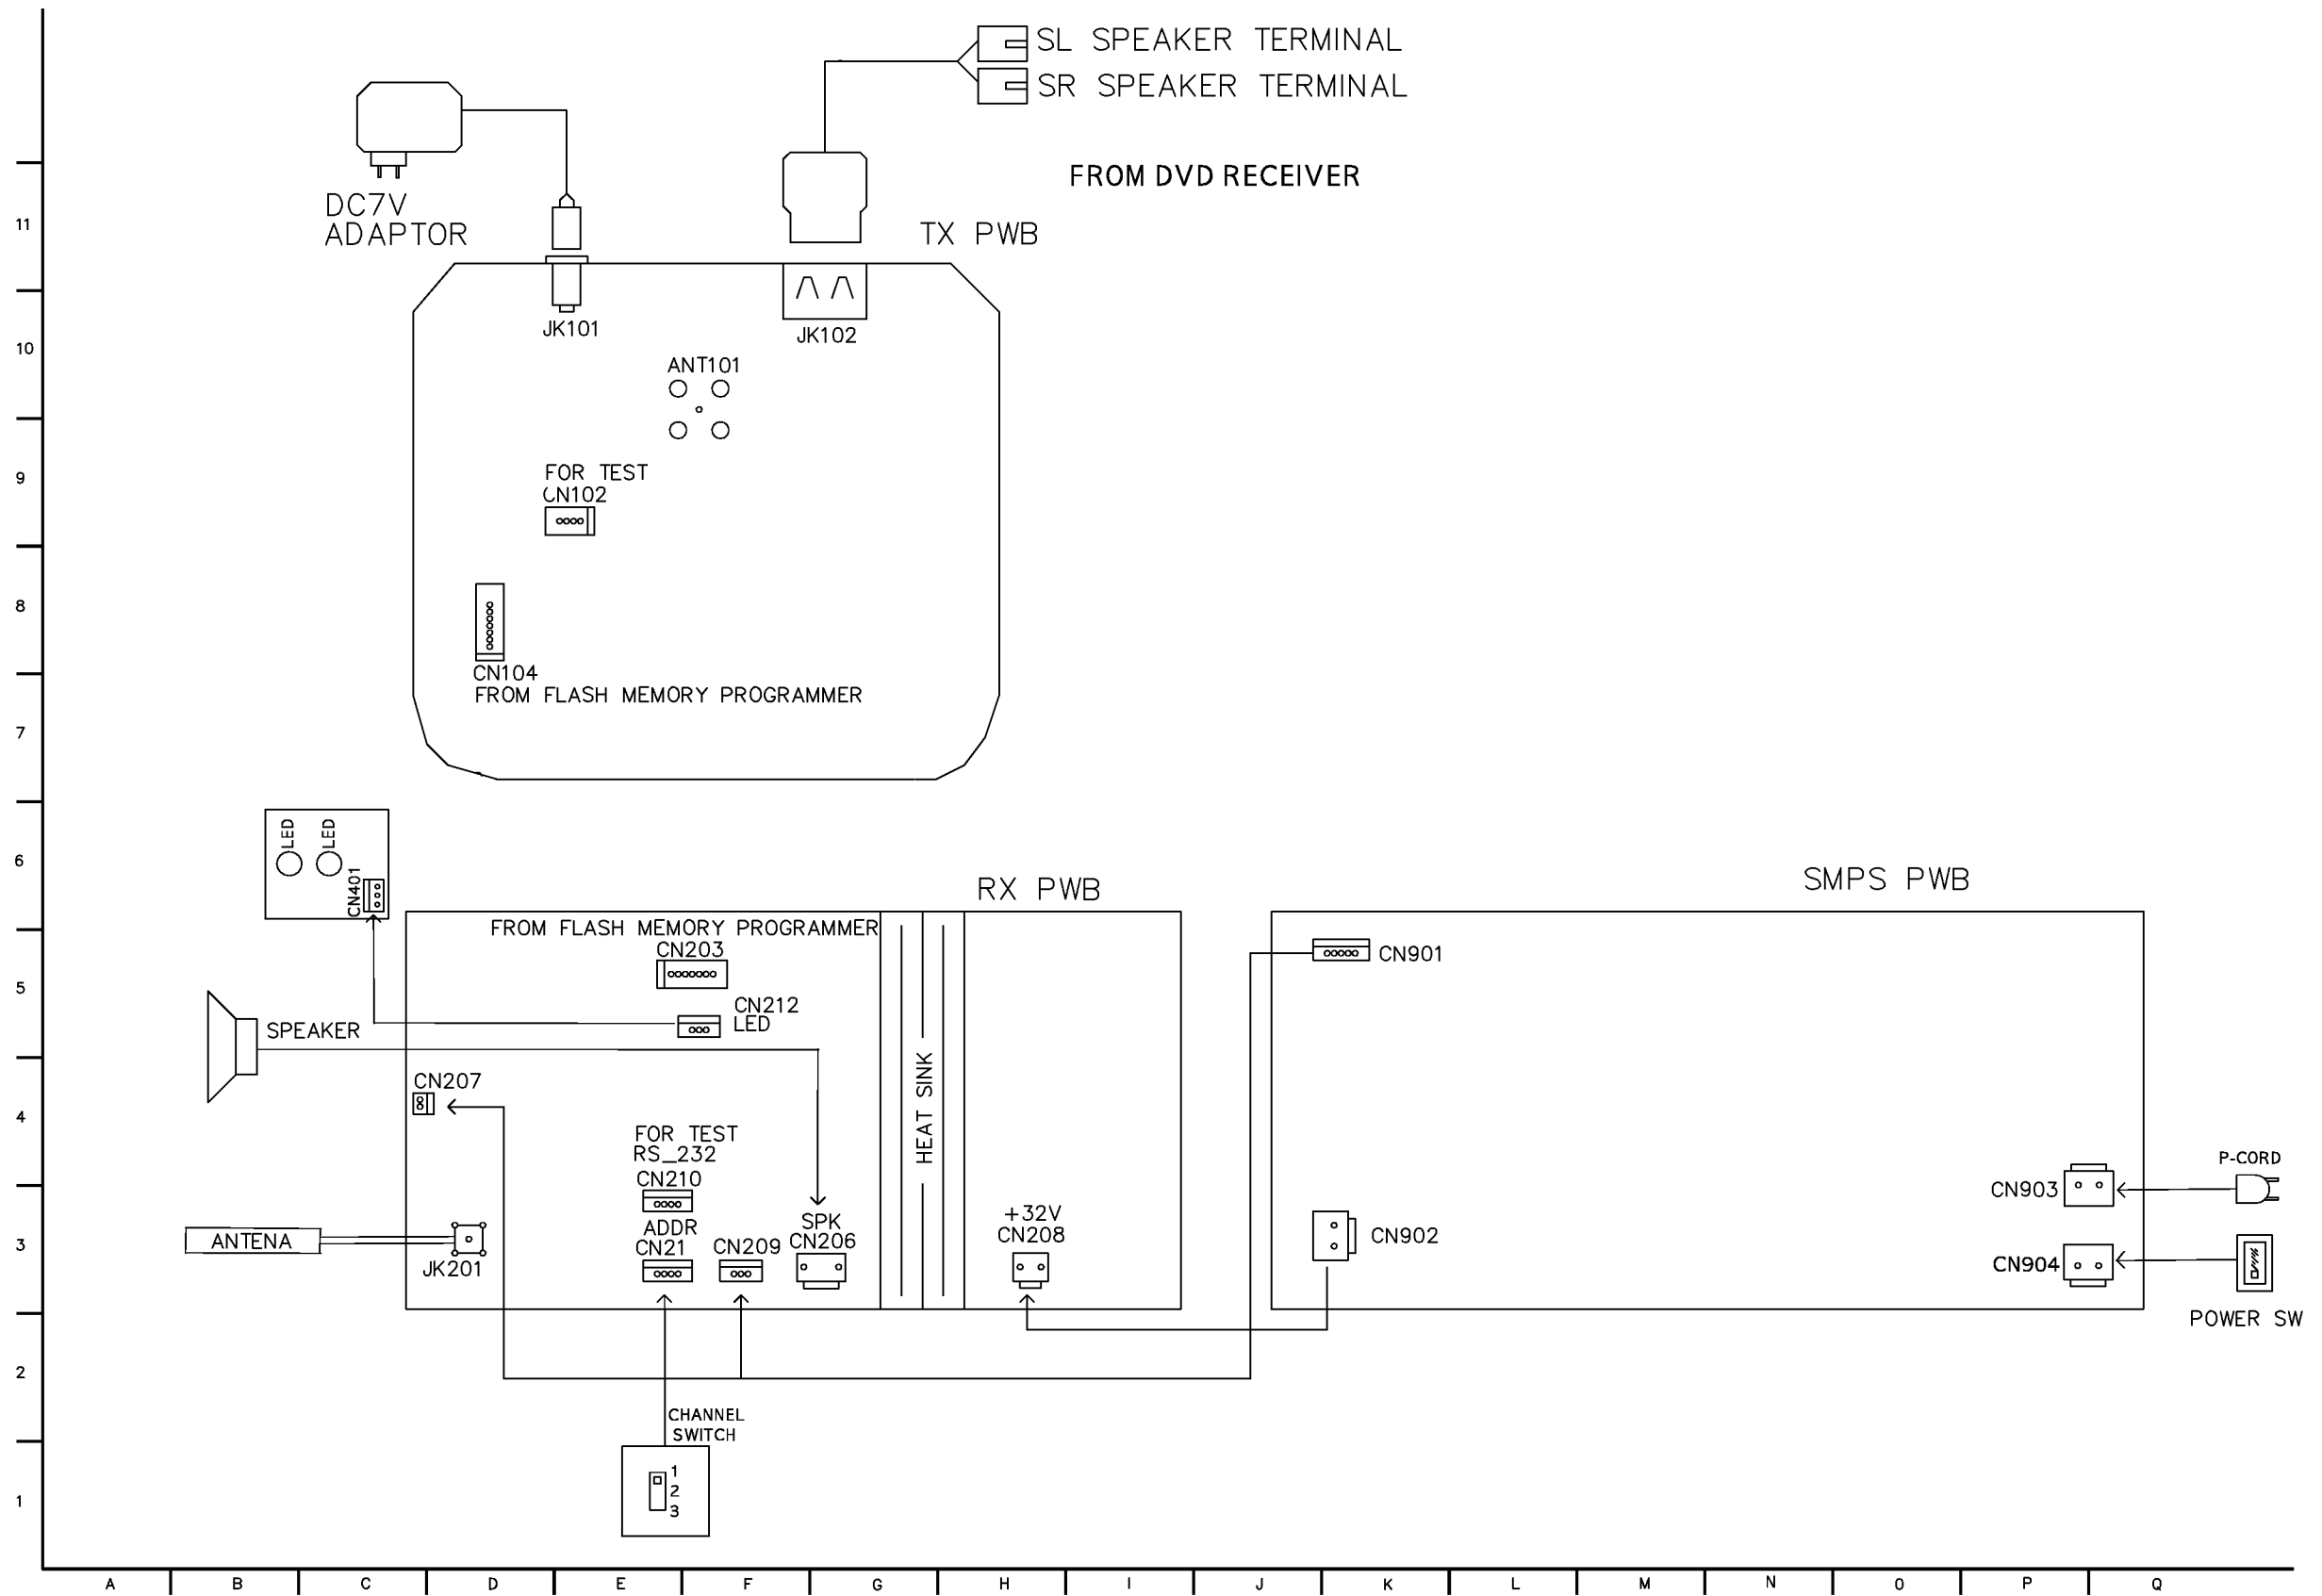 SL SPEAKER TERMINAL
SR SPEAKER TERMINAL
FROM DVD RECEIVER
DC7V
ADAPTOR
TX PWB
JK101
JK102
ANT101
FOR TEST
CN102
CN104
FROM FLASH MEMORY PROGRAMMER
LED
LED
CN401
RX PWB
SMPS PWB
FROM FLASH MEMORY PROGRAMMER
CN203
CN212
LED
SPEAKER
CN207
HEAT SINK
FOR TEST
RS_232
CN210
ADDR
CN21
CN209
SPK
CN206
+32V
CN208
ANTENA
JK201
CN901
CN902
CN903
CN904
P-CORD
POWER SW
CHANNEL
SWITCH
1
2
3
11
10
9
8
7
6
5
4
3
2
1
A B C D E F G H I J K L M N O P Q